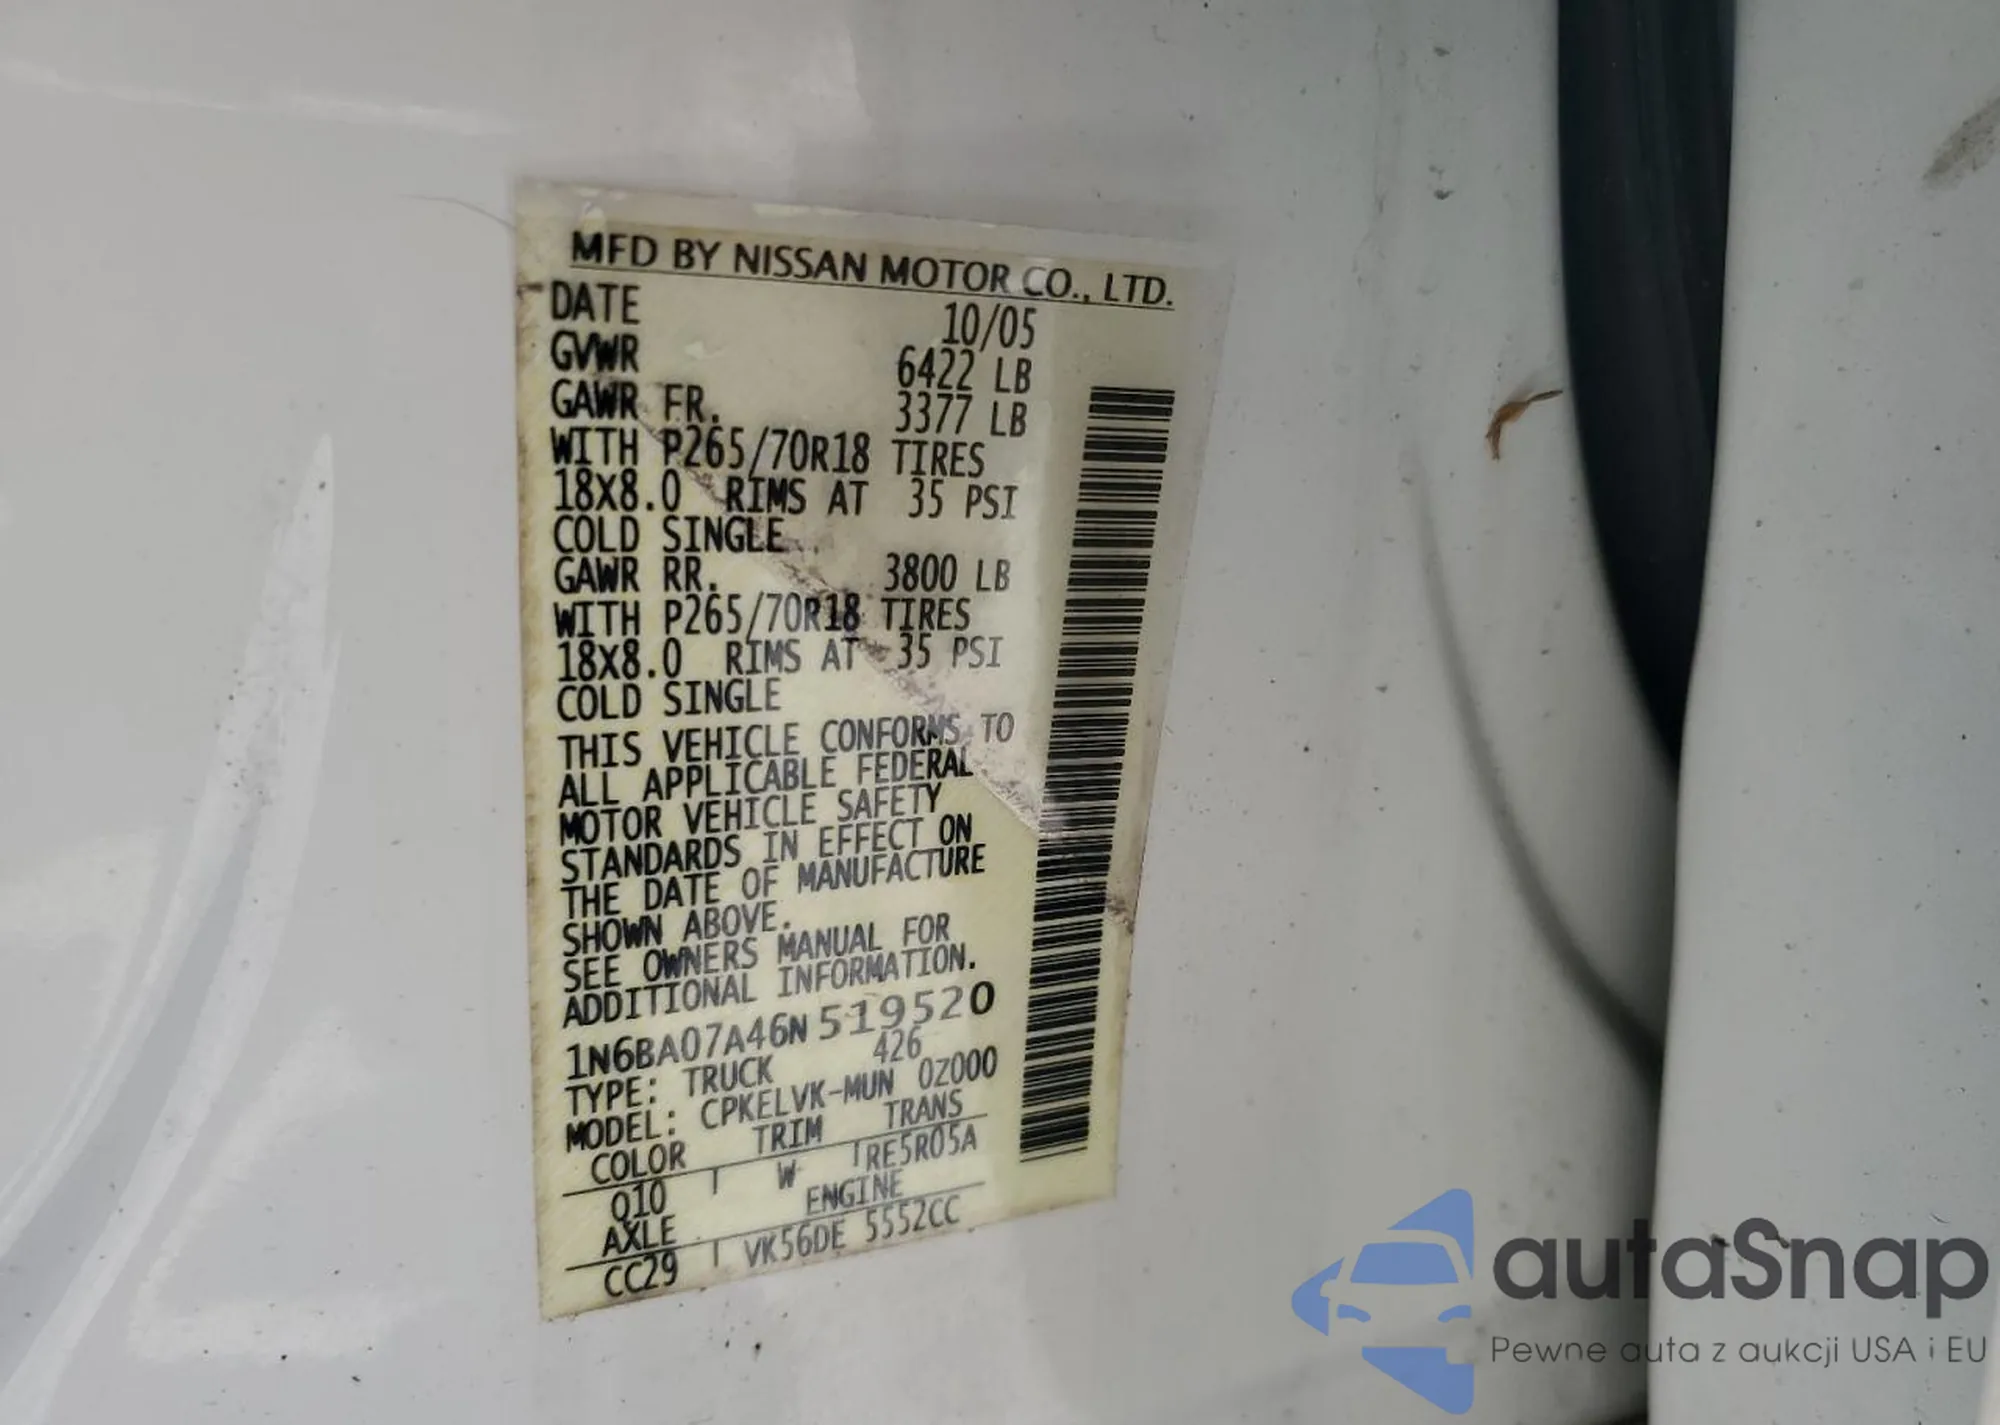 MFD BY NISSAN MOTOR CO., LTD.
DATE 10/05
GVWR 6422 LB
GAWR FR. 3377 LB
WITH P265/70R18 TIRES
18X8.0 RIMS AT 35 PSI
COLD SINGLE
GAWR RR. 3800 LB
WITH P265/70R18 TIRES
18X8.0 RIMS AT 35 PSI
COLD SINGLE
THIS VEHICLE CONFORMS TO
ALL APPLICABLE FEDERAL
MOTOR VEHICLE SAFETY
STANDARDS IN EFFECT ON
THE DATE OF MANUFACTURE
SHOWN ABOVE.
SEE OWNERS MANUAL FOR
ADDITIONAL INFORMATION.
1N6BA07A46N519520
TYPE: TRUCK 426
MODEL: CPKELVK-MUN 0Z000
COLOR TRIM TRANS
Q10 W RE5R05A
AXLE ENGINE
CC29 VK56DE 5552CC
autaSnap
Pewne auta z aukcji USA i EU